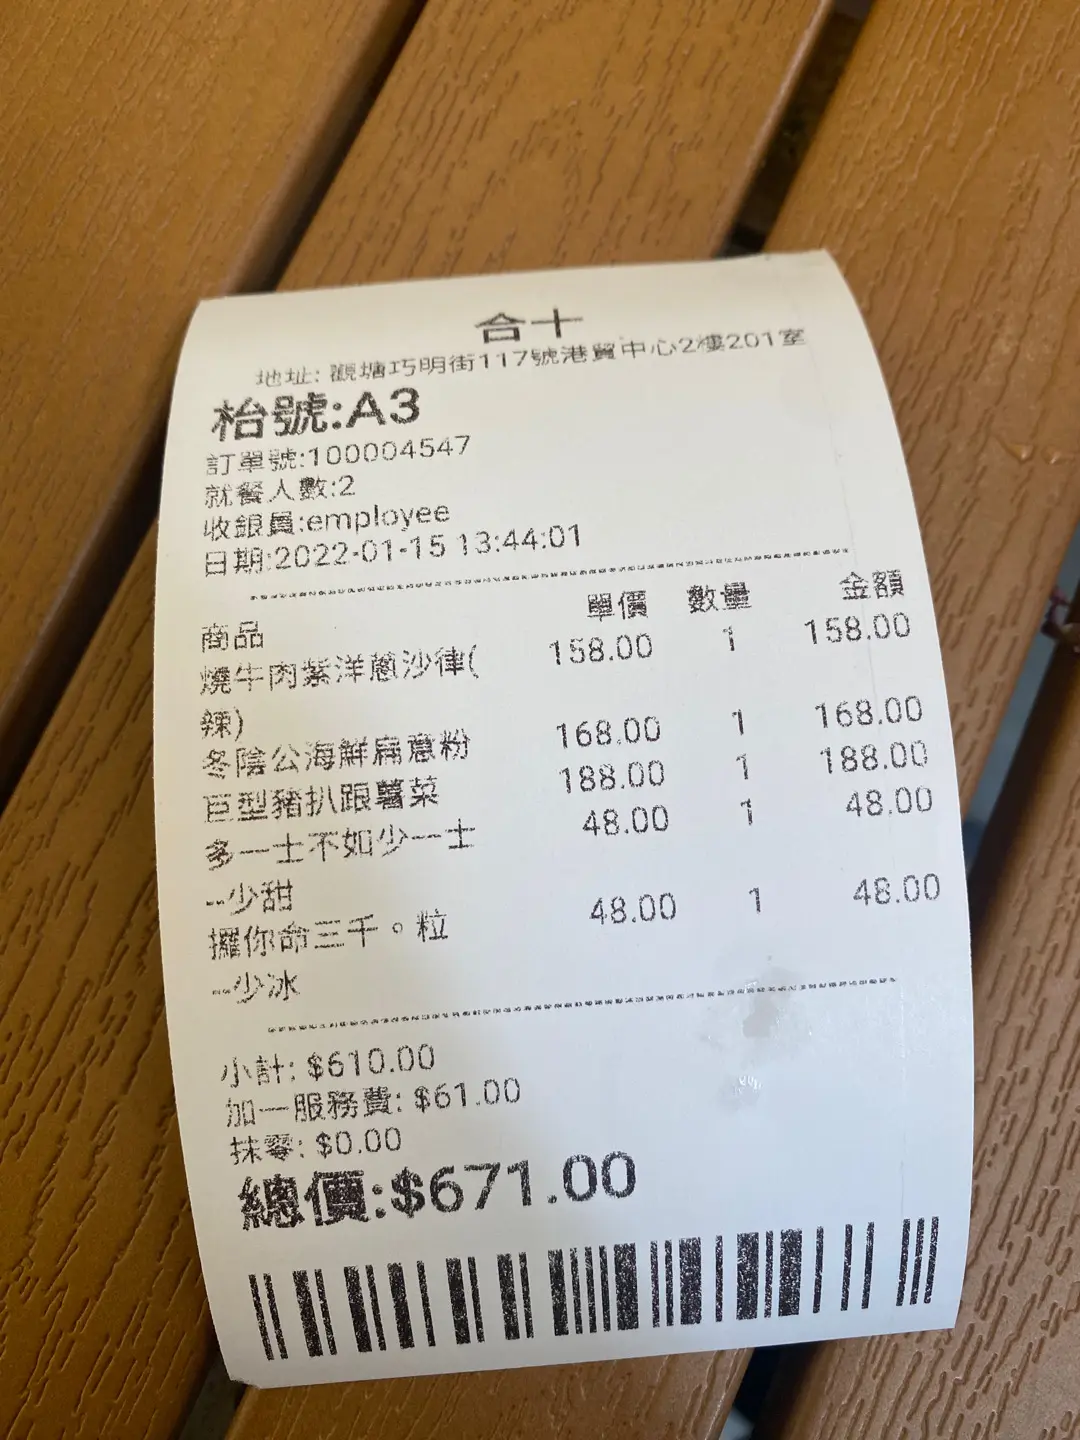 合十
地址: 觀塘巧明街117號港貿中心2樓201室
枱號:A3
訂單號:100004547
就餐人數:2
收銀員:employee
日期:2022-01-15 13:44:01
商品 單價 數量 金額
燒牛肉紫洋蔥沙律( 158.00 1 158.00
辣)
冬陰公海鮮扁意粉 168.00 1 168.00
巨型豬扒跟薯菜 188.00 1 188.00
多一士不如少一士 48.00 1 48.00
--少甜
攞你命三千。粒 48.00 1 48.00
--少冰
小計: $610.00
加一服務費: $61.00
抹零: $0.00
總價:$671.00